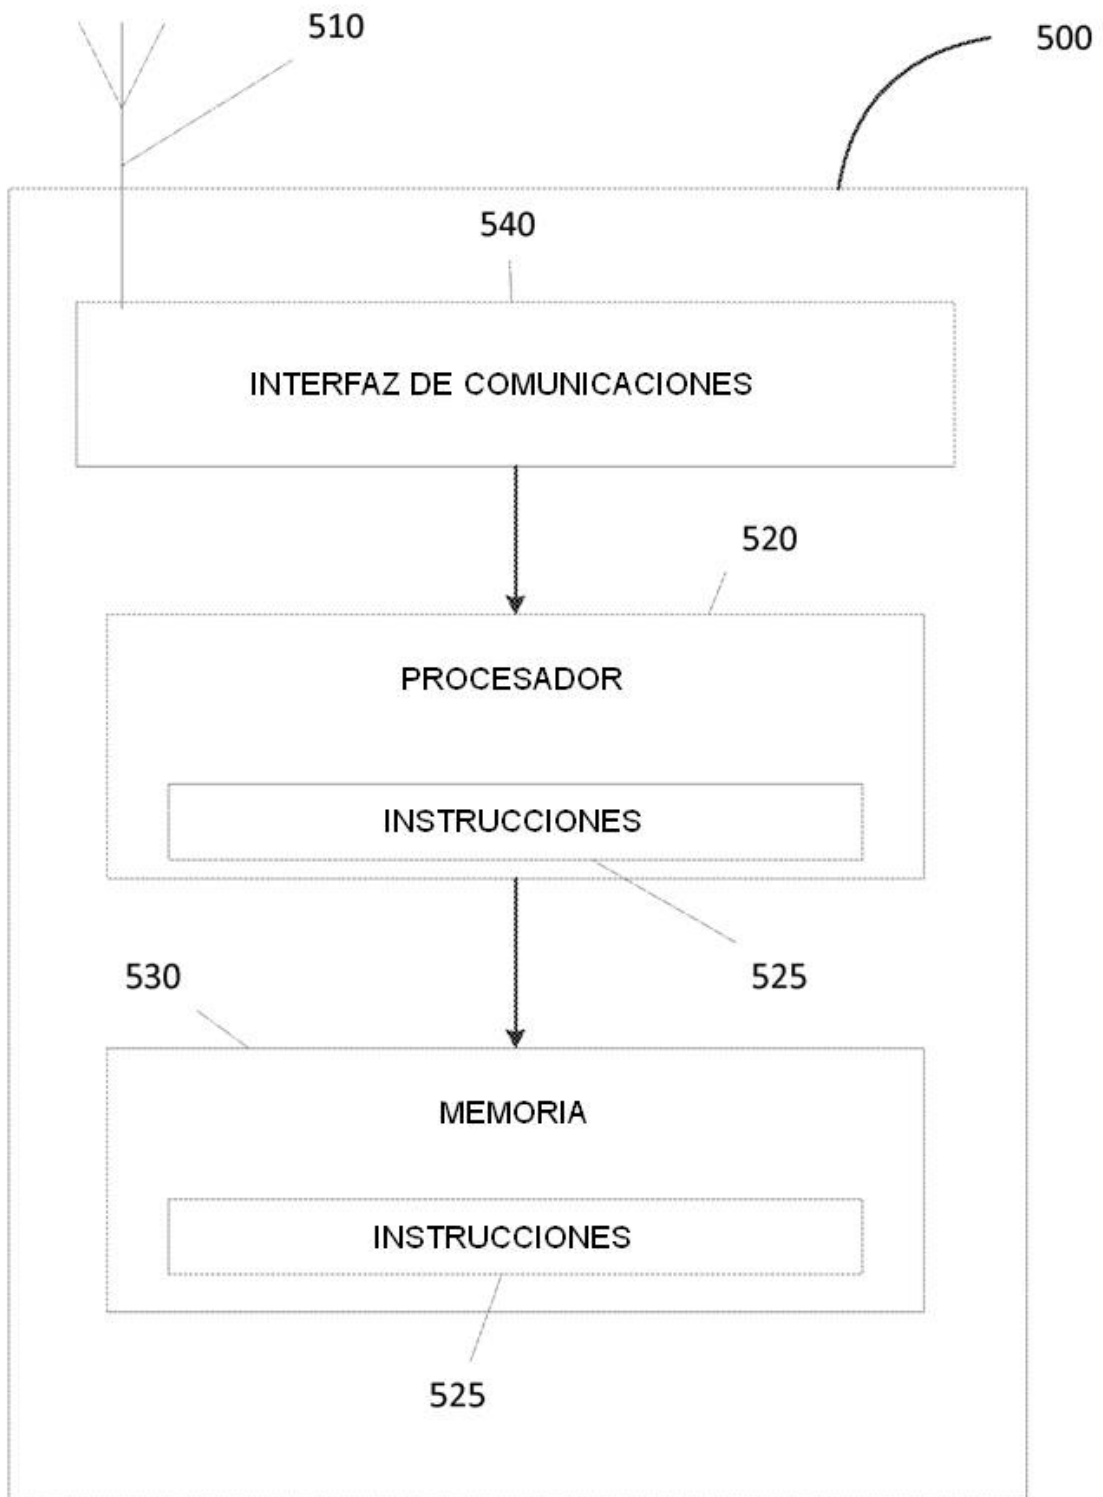 510
500
540
INTERFAZ DE COMUNICACIONES
520
PROCESADOR
INSTRUCCIONES
525
530
MEMORIA
INSTRUCCIONES
525